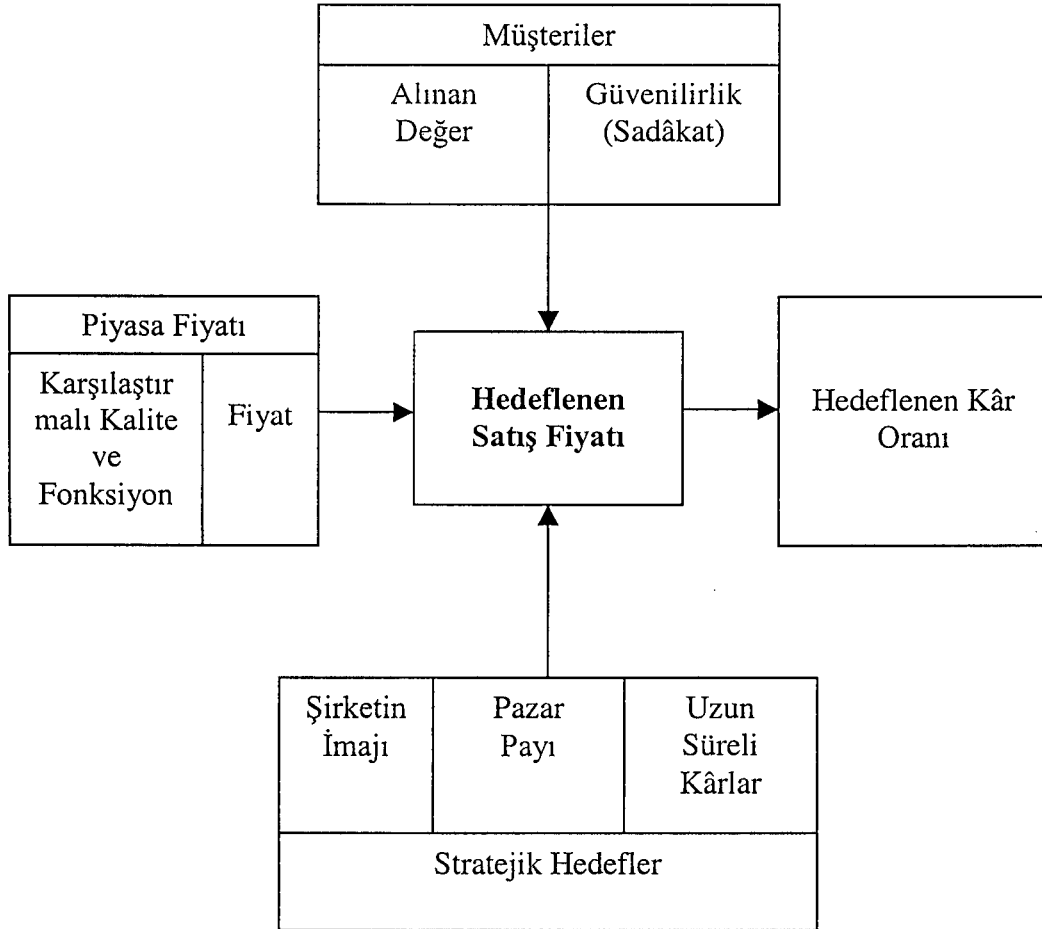 Müşteriler
Alınan
Değer
Güvenilirlik
(Sadâkat)
Piyasa Fiyatı
Karşılaştır
malı Kalite
ve
Fonksiyon
Fiyat
Hedeflenen
Satış Fiyatı
Hedeflenen Kâr
Oranı
Şirketin
İmajı
Pazar
Payı
Uzun
Süreli
Kârlar
Stratejik Hedefler